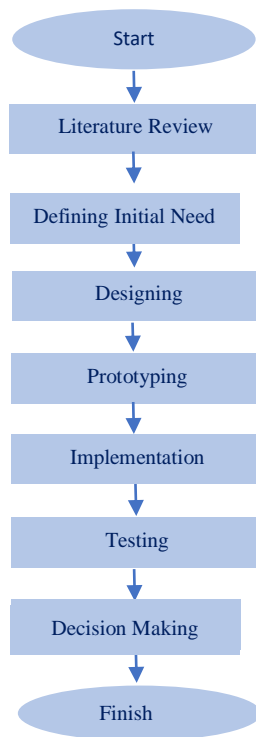 Start
Literature Review
Defining Initial Need
Designing
Prototyping
Implementation
Testing
Decision Making
Finish